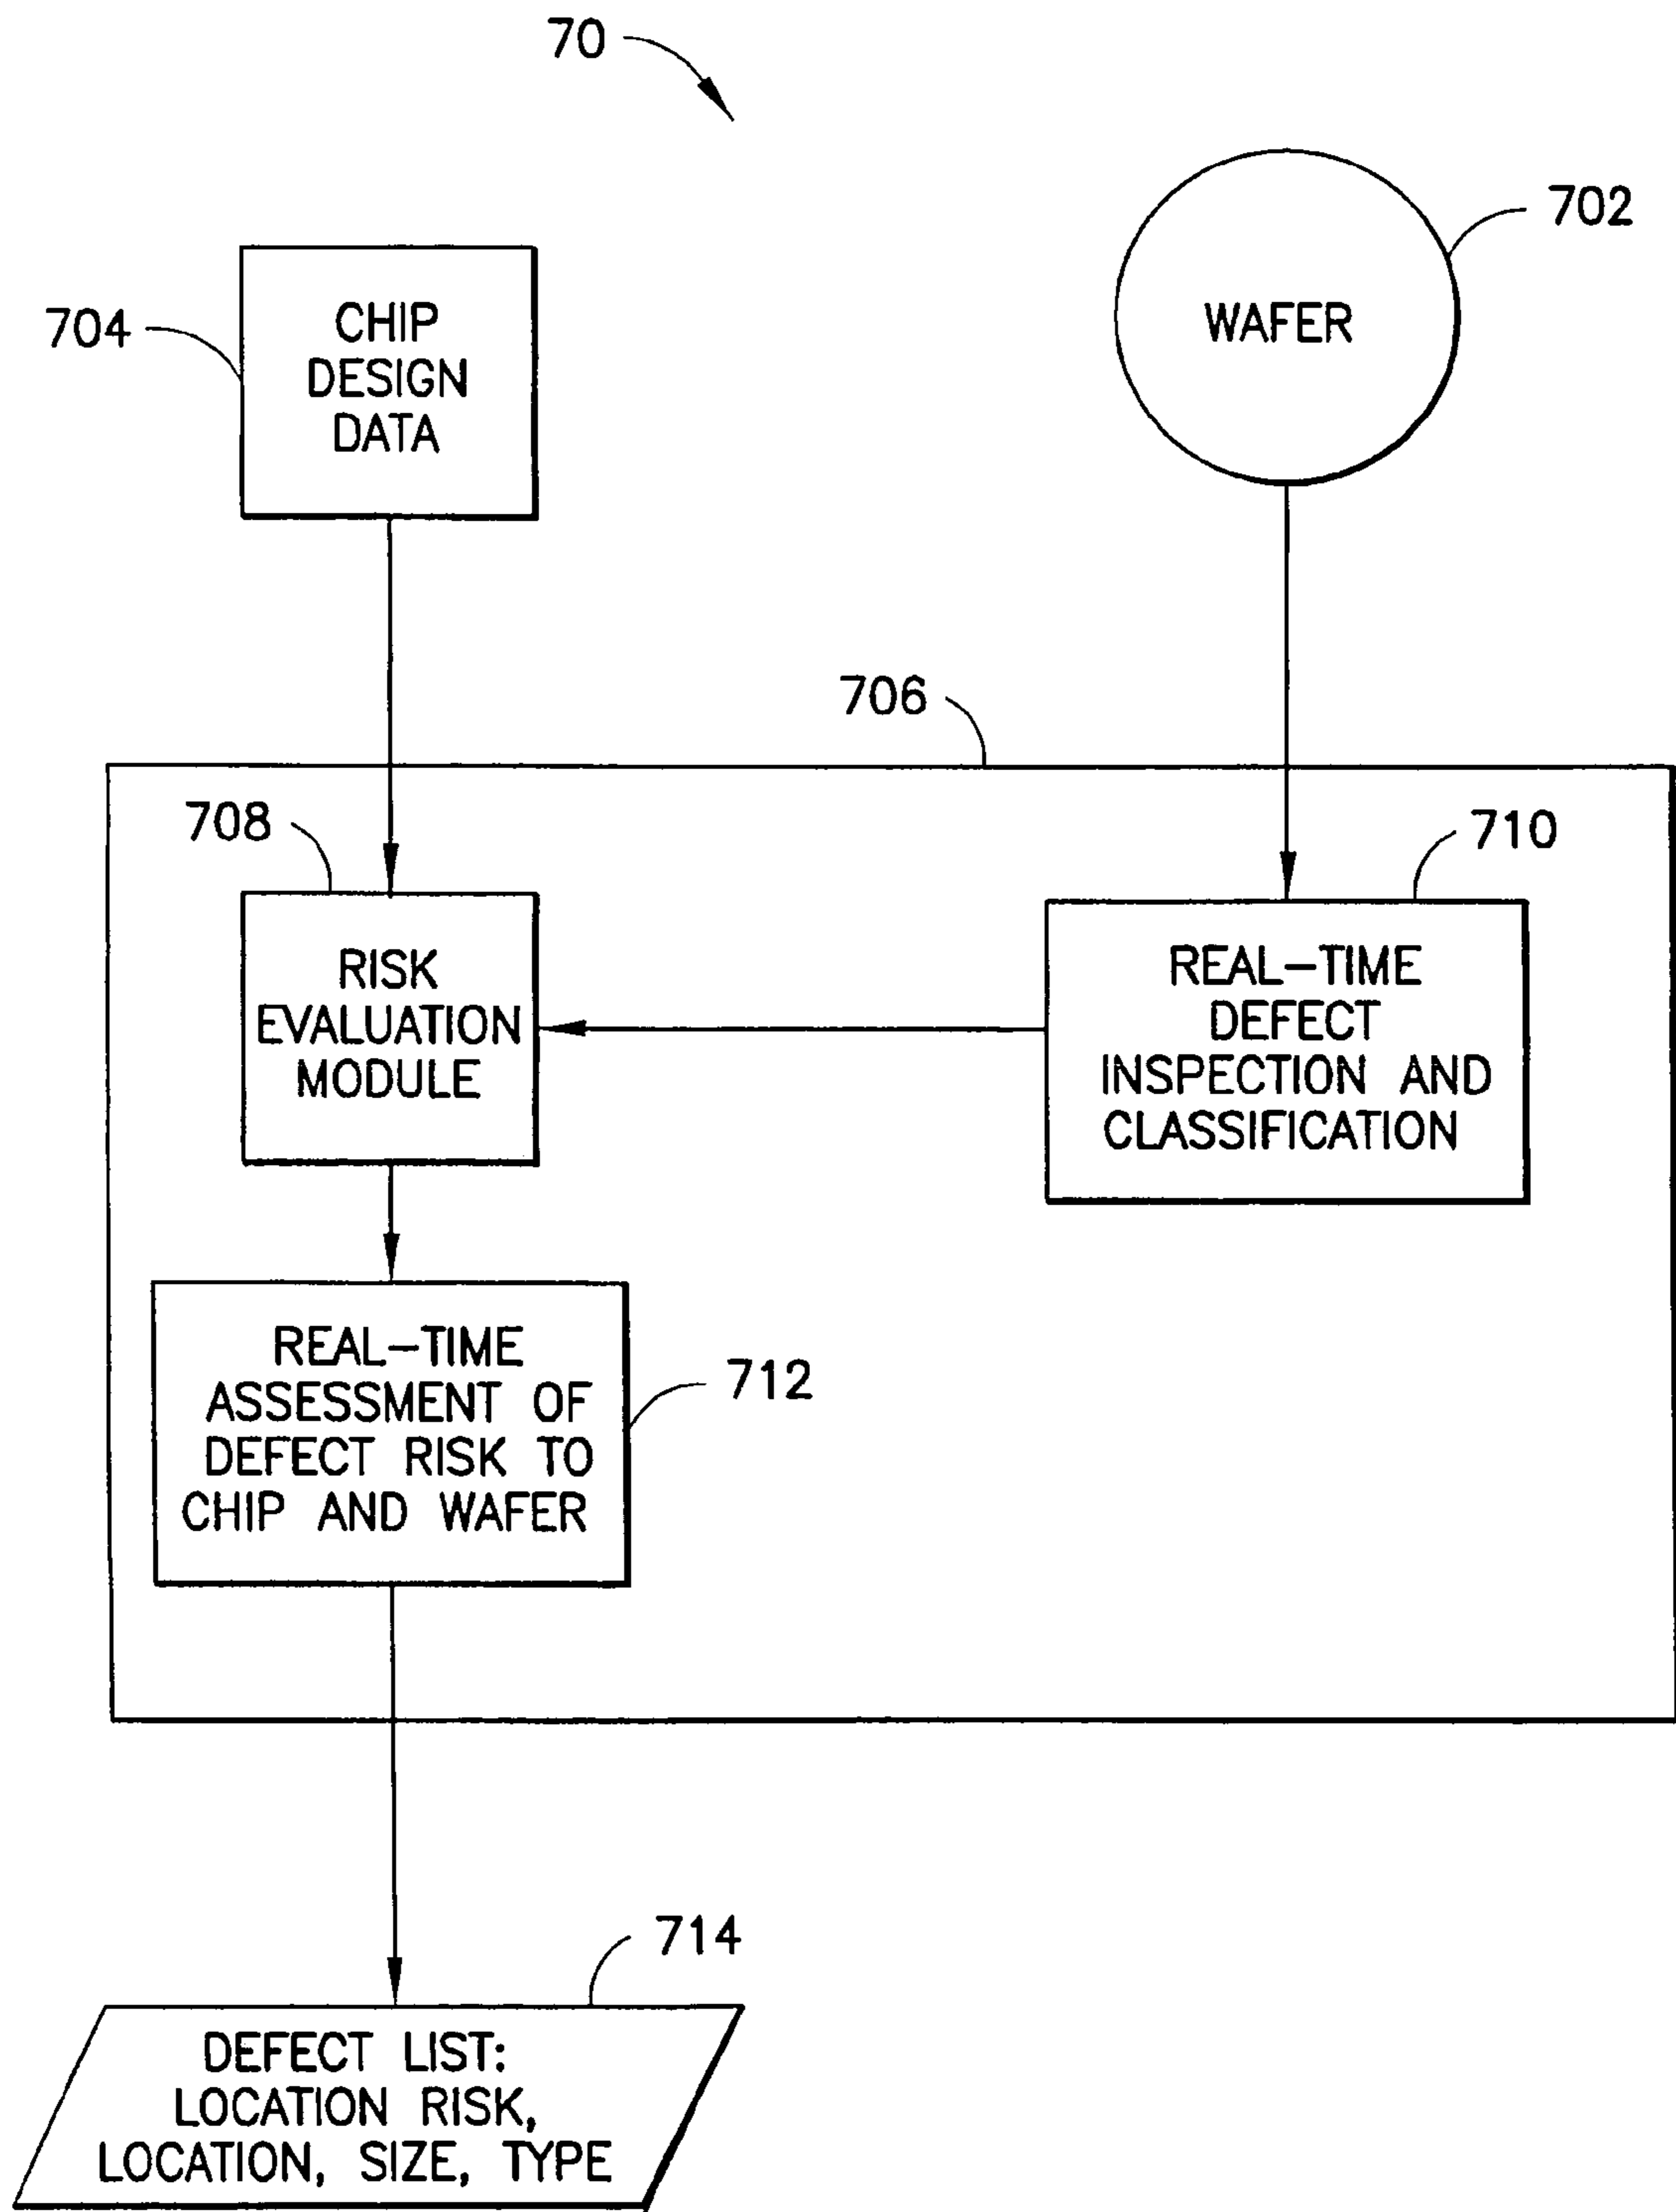 70
702
WAFER
704
CHIP
DESIGN
DATA
706
708
710
RISK
EVALUATION
MODULE
REAL-TIME
DEFECT
INSPECTION AND
CLASSIFICATION
REAL-TIME
ASSESSMENT OF
DEFECT RISK TO
CHIP AND WAFER
712
714
DEFECT LIST:
LOCATION RISK,
LOCATION, SIZE, TYPE